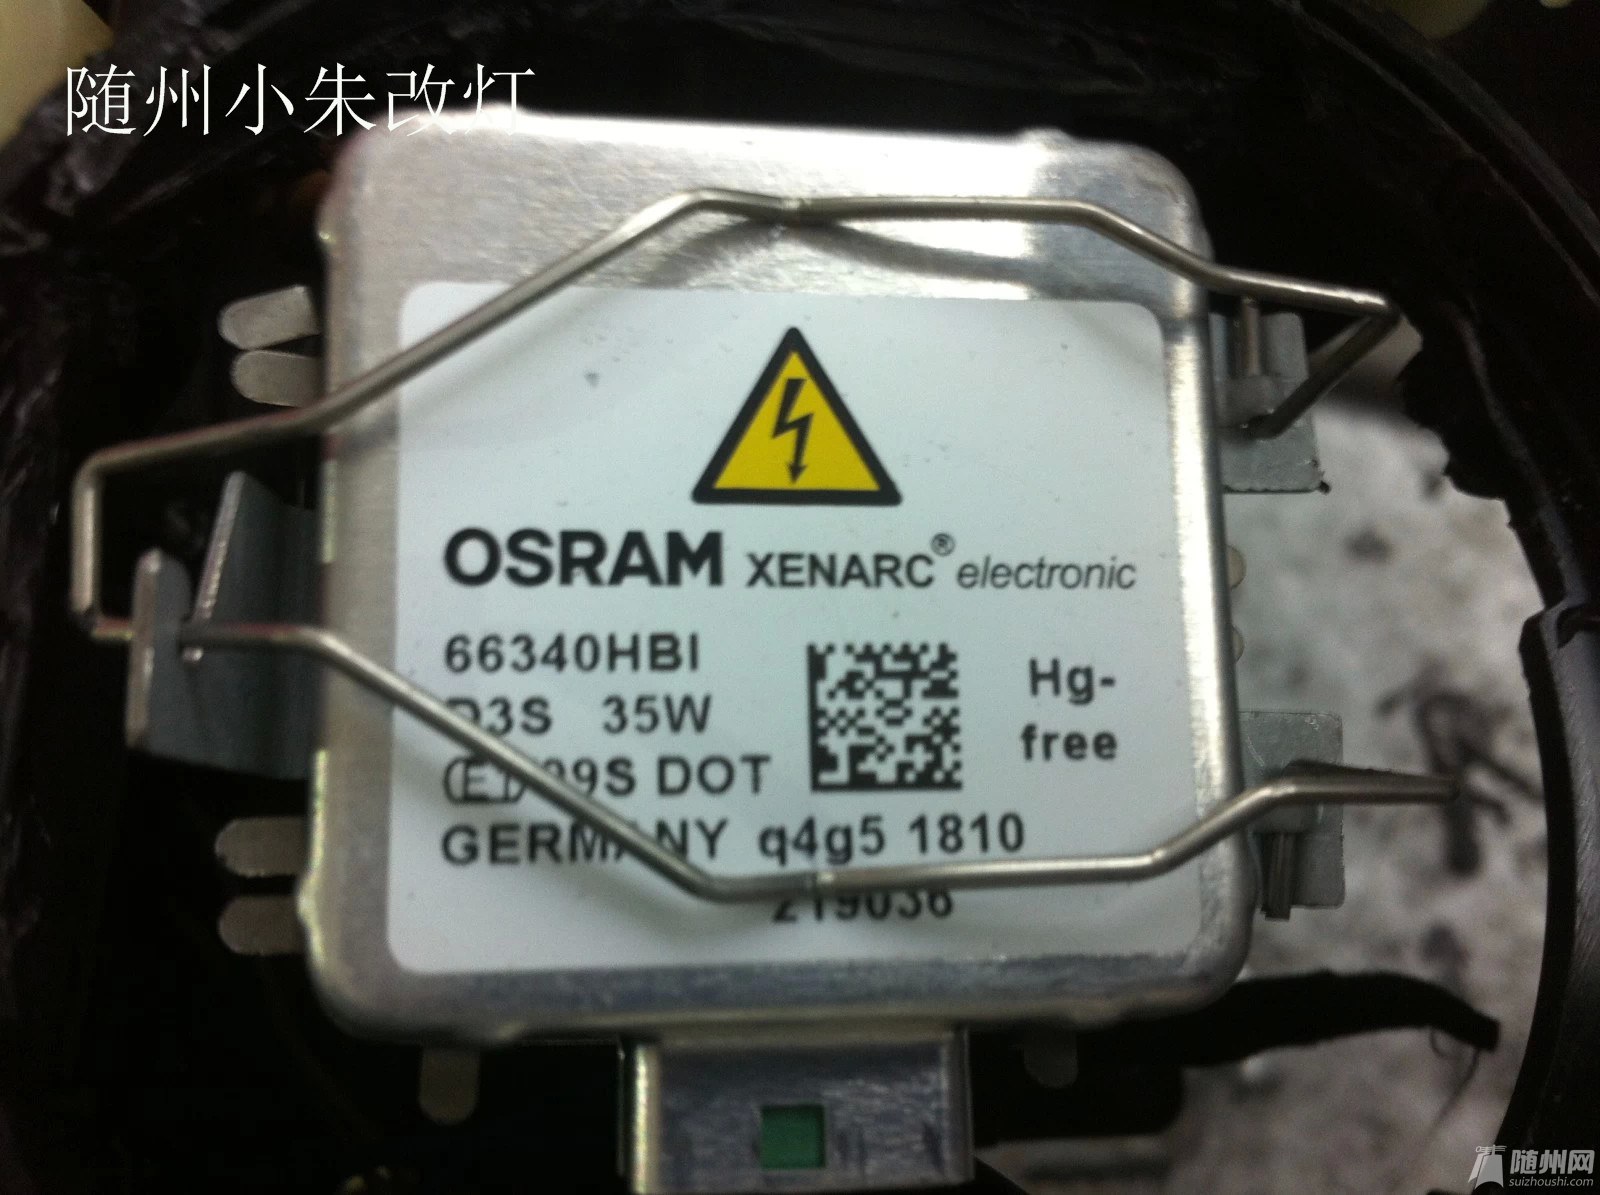 随州小朱改灯
OSRAM XENARC® electronic
66340HBI
D3S 35W
Hg-
free
E1 99S DOT
GERMANY q4g5 1810
219036
随州网
suizhoushi.com